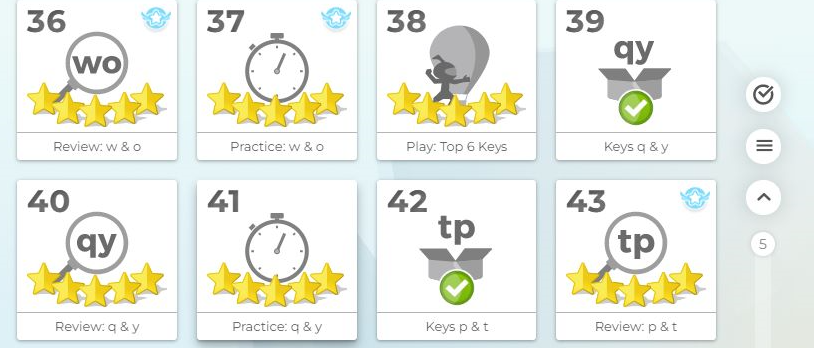 36
wo
Review: w & o
37
Practice: w & o
38
Play: Top 6 Keys
39
qy
Keys q & y
40
qy
Review: q & y
41
Practice: q & y
42
tp
Keys p & t
43
tp
Review: p & t
5